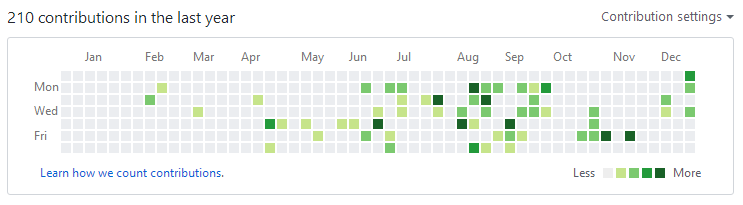 210 contributions in the last year
Contribution settings
Jan Feb Mar Apr May Jun Jul Aug Sep Oct Nov Dec
Mon
Wed
Fri
Learn how we count contributions.
Less More